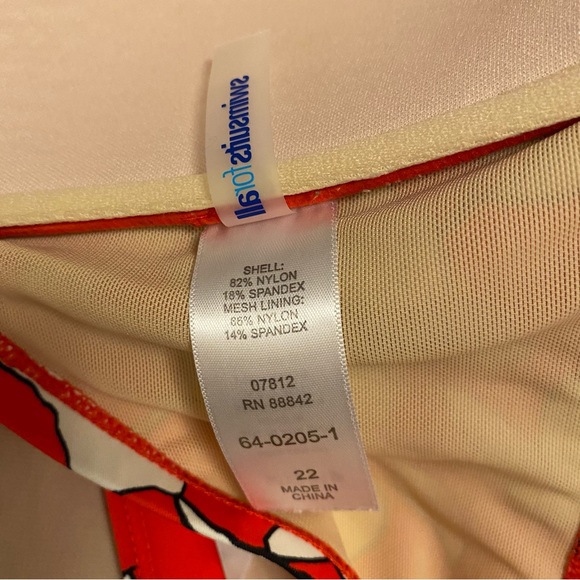 swimsuitsforall
SHELL:
82% NYLON
18% SPANDEX
MESH LINING:
86% NYLON
14% SPANDEX
07812
RN 88842
64-0205-1
22
MADE IN
CHINA